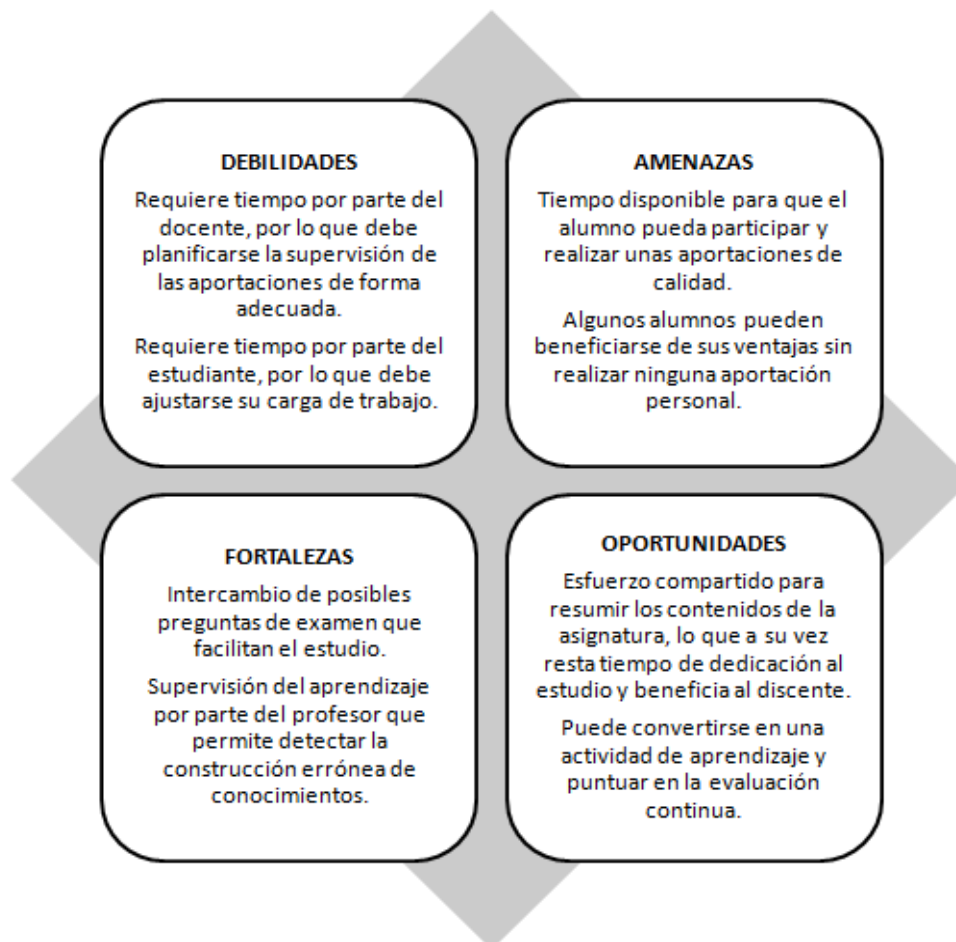 DEBILIDADES
Requiere tiempo por parte del
docente, por lo que debe
planificarse la supervisión de
las aportaciones de forma
adecuada.
Requiere tiempo por parte del
estudiante, por lo que debe
ajustarse su carga de trabajo.
AMENAZAS
Tiempo disponible para que el
alumno pueda participar y
realizar unas aportaciones de
calidad.
Algunos alumnos pueden
beneficiarse de sus ventajas sin
realizar ninguna aportación
personal.
FORTALEZAS
Intercambio de posibles
preguntas de examen que
facilitan el estudio.
Supervisión del aprendizaje
por parte del profesor que
permite detectar la
construcción errónea de
conocimientos.
OPORTUNIDADES
Esfuerzo compartido para
resumir los contenidos de la
asignatura, lo que a su vez
resta tiempo de dedicación al
estudio y beneficia al discente.
Puede convertirse en una
actividad de aprendizaje y
puntuar en la evaluación
continua.